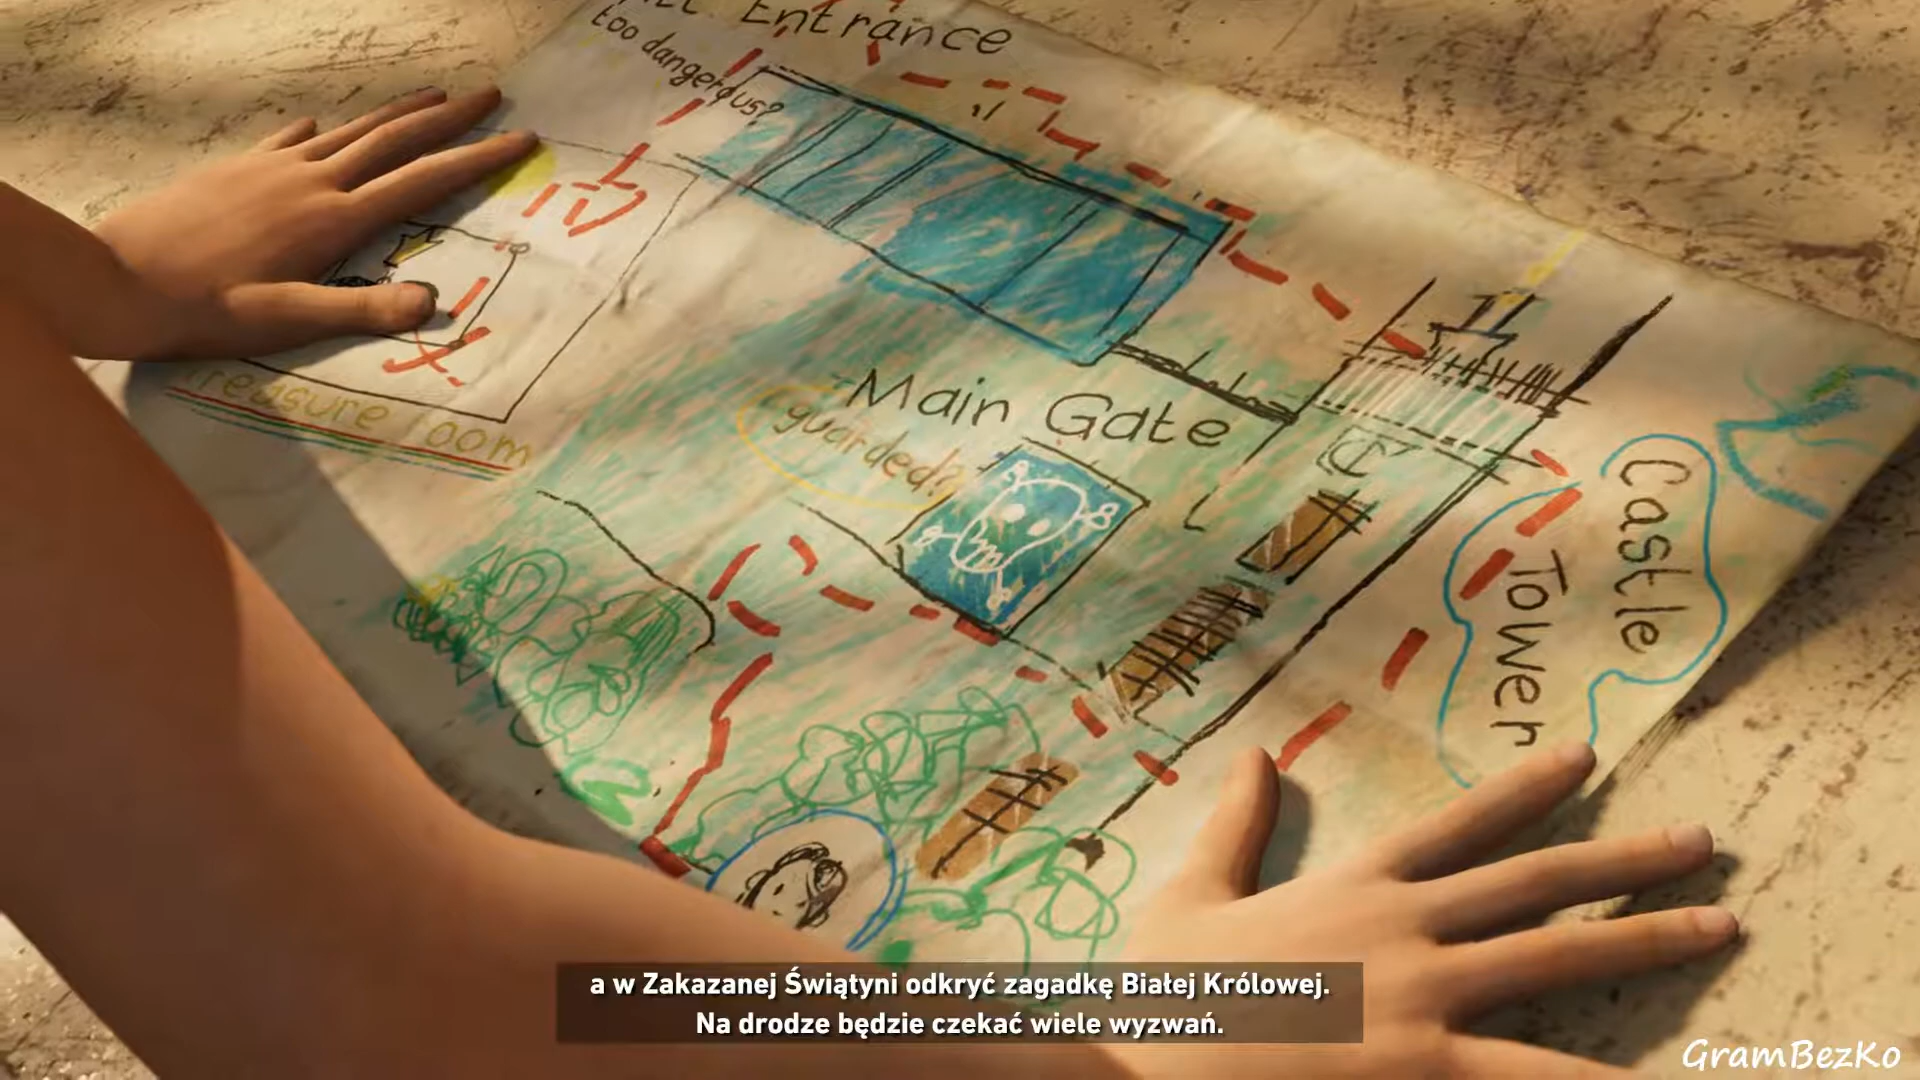 Entrance
too dangerous?
Main Gate
guarded?
Treasure room
Castle
Tower
a w Zakazanej Świątyni odkryć zagadkę Białej Królowej.
Na drodze będzie czekać wiele wyzwań.
GramBezKo